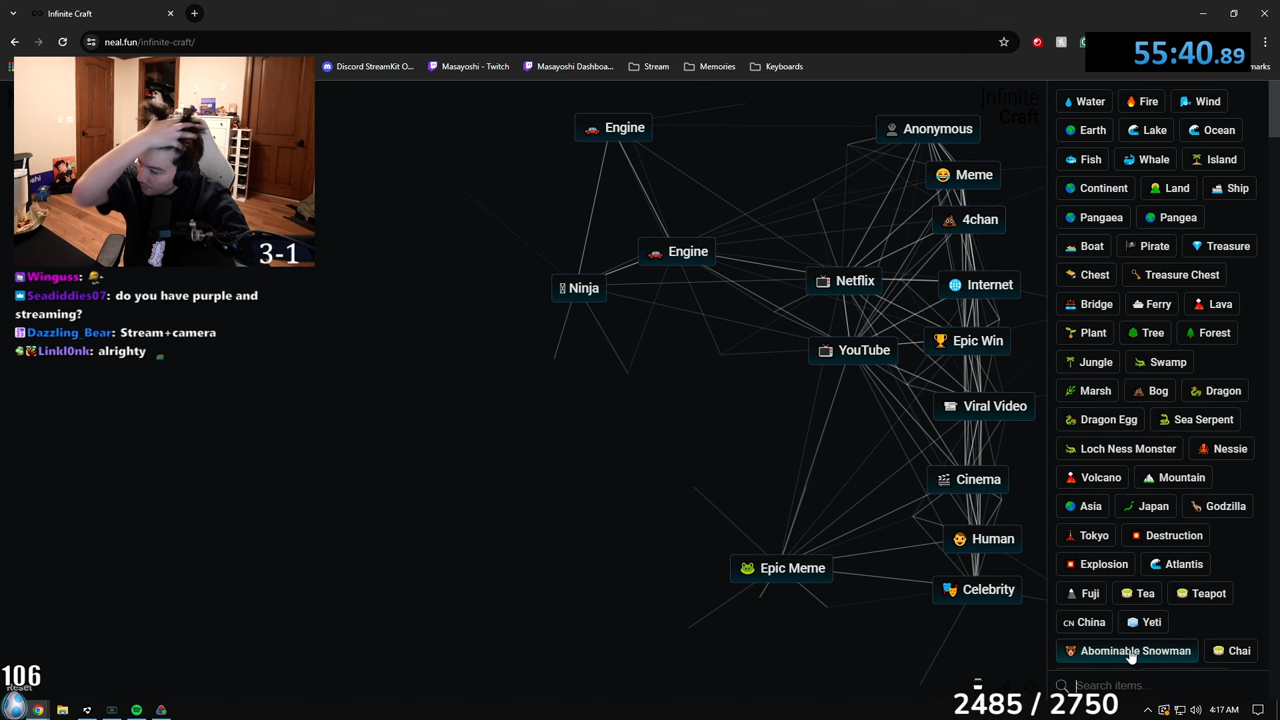 Infinite Craft
neal.fun/infinite-craft/
55:40.89
Discord StreamKit O...
Masayoshi - Twitch
Masayoshi Dashboa...
Stream
Memories
Keyboards
3-1
Winguss:
Seadiddies07: do you have purple and
streaming?
Dazzling_Bear: Stream+camera
Linkl0nk: alrighty
Infinite
Craft
Engine
Anonymous
Meme
4chan
Engine
Ninja
Netflix
Internet
YouTube
Epic Win
Viral Video
Cinema
Human
Epic Meme
Celebrity
Water Fire Wind
Earth Lake Ocean
Fish Whale Island
Continent Land Ship
Pangaea Pangea
Boat Pirate Treasure
Chest Treasure Chest
Bridge Ferry Lava
Plant Tree Forest
Jungle Swamp
Marsh Bog Dragon
Dragon Egg Sea Serpent
Loch Ness Monster Nessie
Volcano Mountain
Asia Japan Godzilla
Tokyo Destruction
Explosion Atlantis
Fuji Tea Teapot
CN China Yeti
Abominable Snowman Chai
Search items...
106
Reset
2485 / 2750
4:17 AM